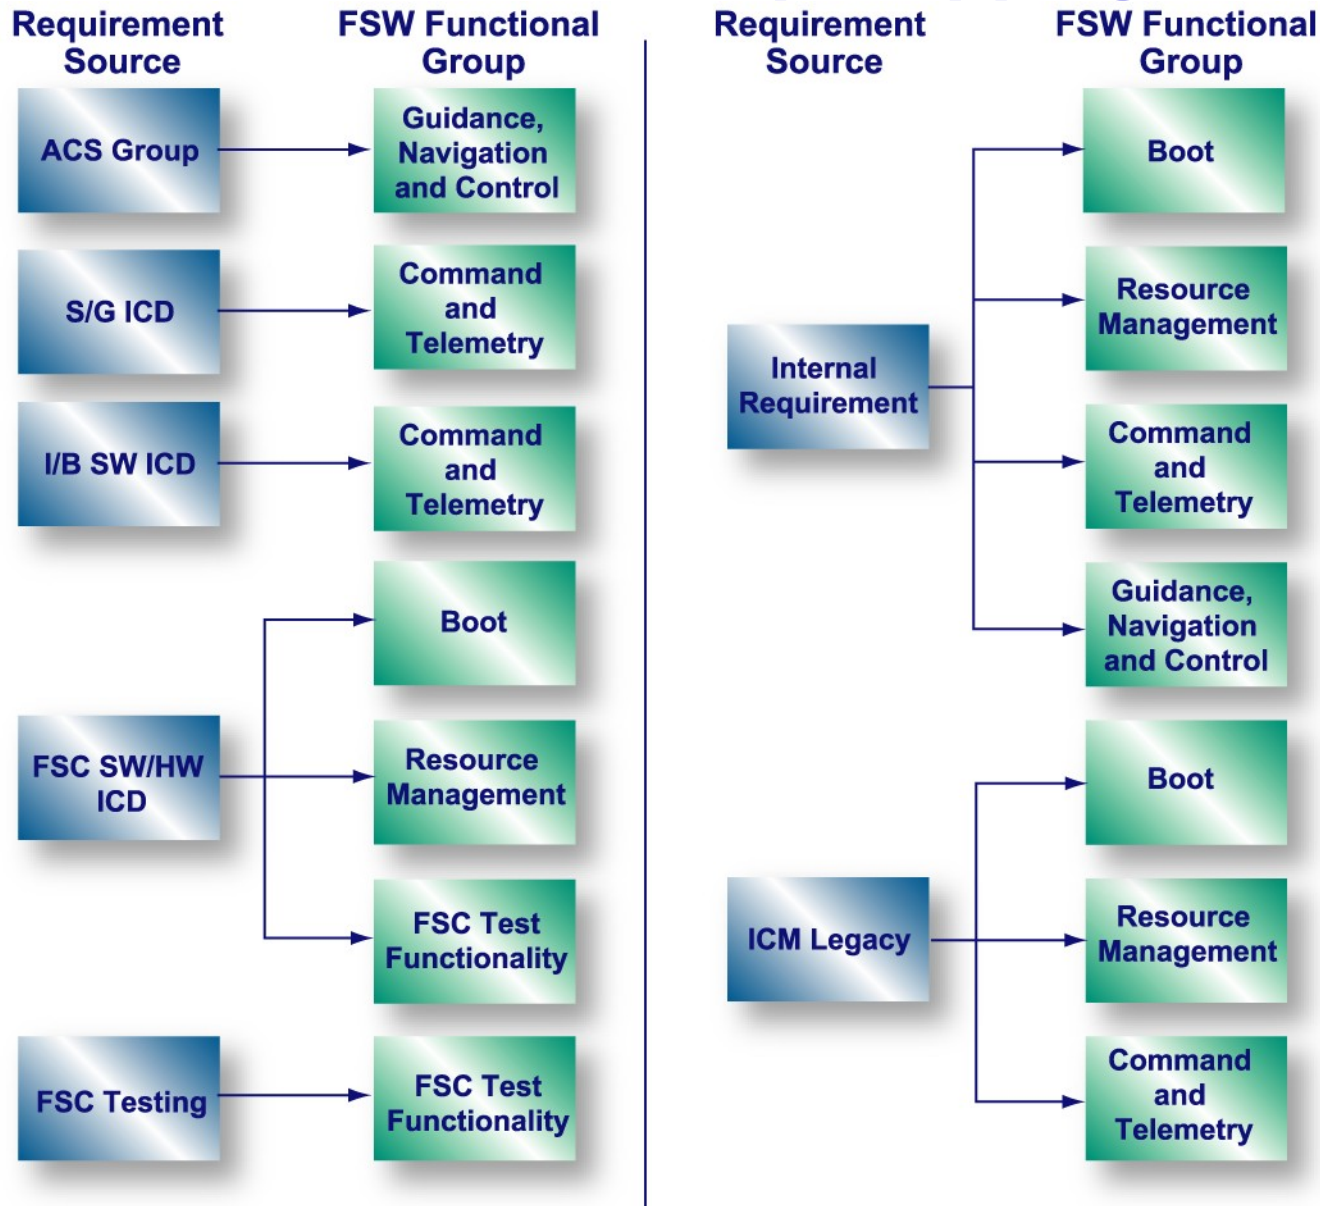 Requirement
Source
FSW Functional
Group
ACS Group
Guidance,
Navigation
and Control
S/G ICD
Command
and
Telemetry
I/B SW ICD
Command
and
Telemetry
FSC SW/HW
ICD
Boot
Resource
Management
FSC Test
Functionality
FSC Testing
FSC Test
Functionality
Requirement
Source
FSW Functional
Group
Internal
Requirement
Boot
Resource
Management
Command
and
Telemetry
Guidance,
Navigation
and Control
ICM Legacy
Boot
Resource
Management
Command
and
Telemetry